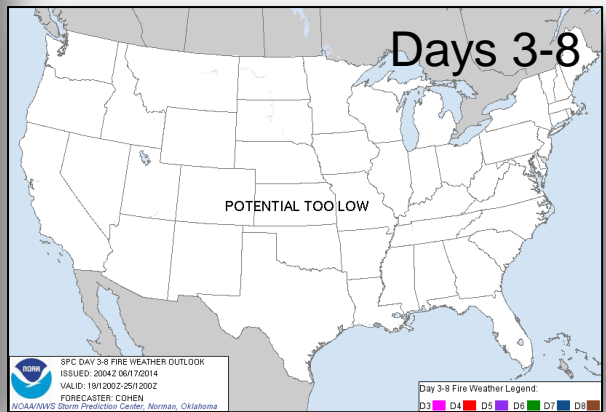 Days 3-8
POTENTIAL TOO LOW
NOAA
SPC DAY 3-8 FIRE WEATHER OUTLOOK
ISSUED: 2004Z 06/17/2014
VALID: 19/1200Z-25/1200Z
FORECASTER: COHEN
NOAA/NWS Storm Prediction Center, Norman, Oklahoma
Day 3-8 Fire Weather Legend:
D3 D4 D5 D6 D7 D8